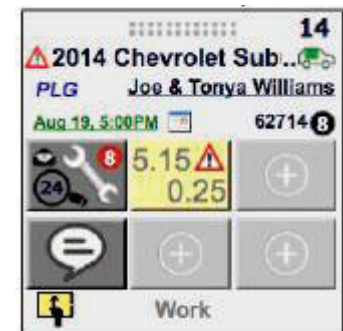 14
2014 Chevrolet Sub..
PLG Joe & Tonya Williams
Aug 19, 5:00PM 62714 8
24 8 5.15
0.25
Work